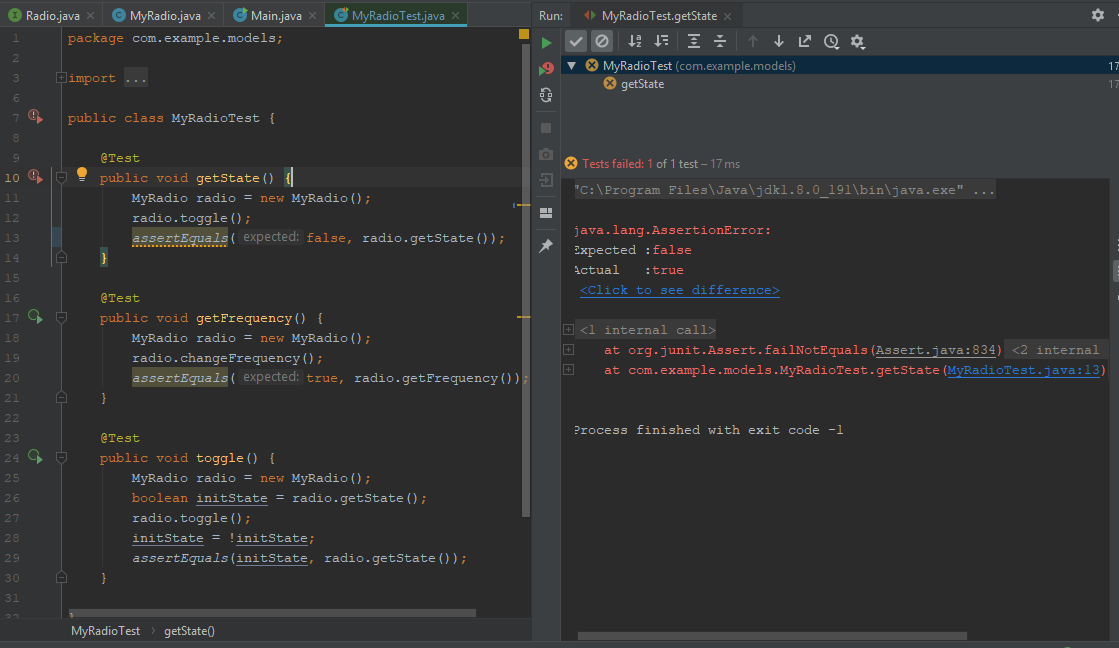 Radio.java MyRadio.java Main.java MyRadioTest.java
Run: MyRadioTest.getState
1 package com.example.models;
2
3 import ...
6
7 public class MyRadioTest {
8
9 @Test
10 public void getState() {
11 MyRadio radio = new MyRadio();
12 radio.toggle();
13 assertEquals( expected: false, radio.getState());
14 }
15
16 @Test
17 public void getFrequency() {
18 MyRadio radio = new MyRadio();
19 radio.changeFrequency();
20 assertEquals( expected: true, radio.getFrequency());
21 }
22
23 @Test
24 public void toggle() {
25 MyRadio radio = new MyRadio();
26 boolean initState = radio.getState();
27 radio.toggle();
28 initState = !initState;
29 assertEquals(initState, radio.getState());
30 }
31
32 }
MyRadioTest › getState()
MyRadioTest (com.example.models) 17
getState 17
Tests failed: 1 of 1 test – 17 ms
"C:\Program Files\Java\jdk1.8.0_191\bin\java.exe" ...
java.lang.AssertionError:
Expected :false
Actual :true
<Click to see difference>
<1 internal call>
at org.junit.Assert.failNotEquals(Assert.java:834) <2 internal
at com.example.models.MyRadioTest.getState(MyRadioTest.java:13)
Process finished with exit code -1